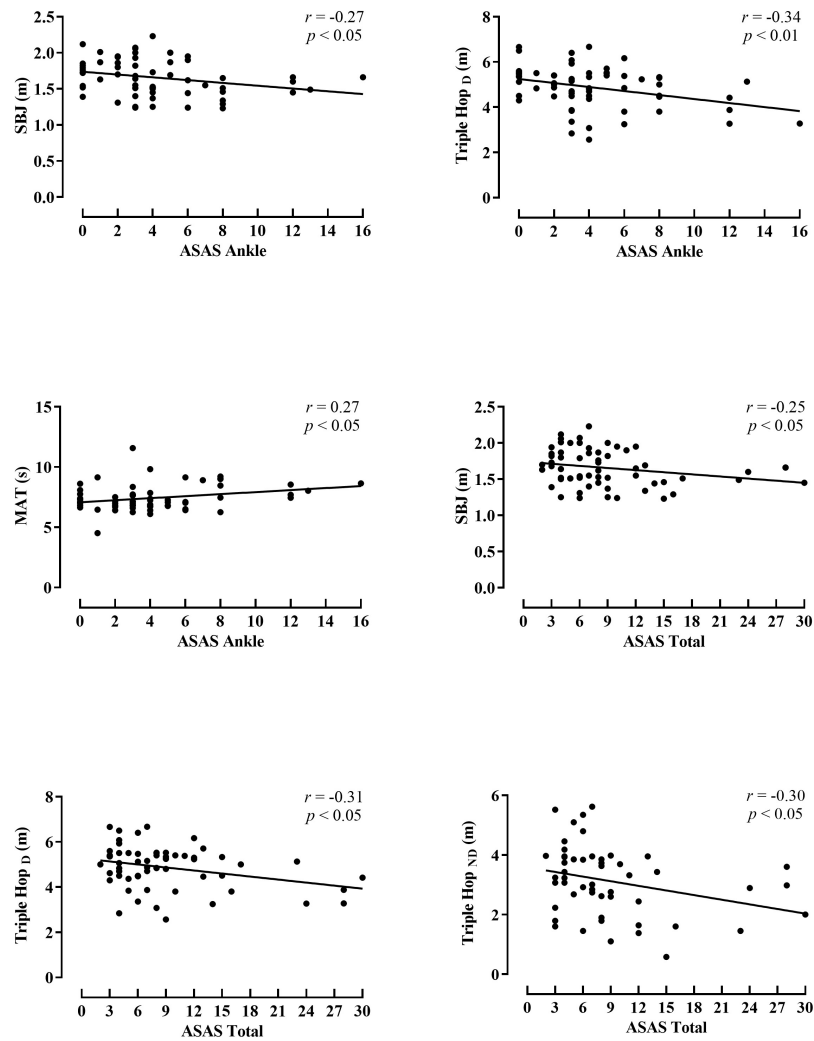 r = -0.27
p < 0.05
2.5
2.0
1.5
1.0
0.5
0.0
SBJ (m)
0 2 4 6 8 10 12 14 16
ASAS Ankle
r = -0.34
p < 0.01
8
6
4
2
0
Triple Hop D (m)
0 2 4 6 8 10 12 14 16
ASAS Ankle
r = 0.27
p < 0.05
15
10
5
0
MAT (s)
0 2 4 6 8 10 12 14 16
ASAS Ankle
r = -0.25
p < 0.05
2.5
2.0
1.5
1.0
0.5
0.0
SBJ (m)
0 3 6 9 12 15 18 21 24 27 30
ASAS Total
r = -0.31
p < 0.05
8
6
4
2
0
Triple Hop D (m)
0 3 6 9 12 15 18 21 24 27 30
ASAS Total
r = -0.30
p < 0.05
6
4
2
0
Triple Hop ND (m)
0 3 6 9 12 15 18 21 24 27 30
ASAS Total